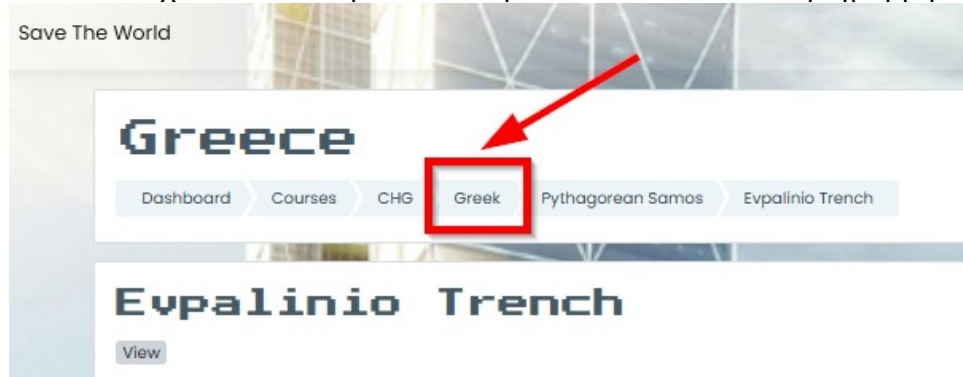 Save The World
Greece
Dashboard Courses CHG Greek Pythagorean Samos Evpalinio Trench
Evpalinio Trench
View